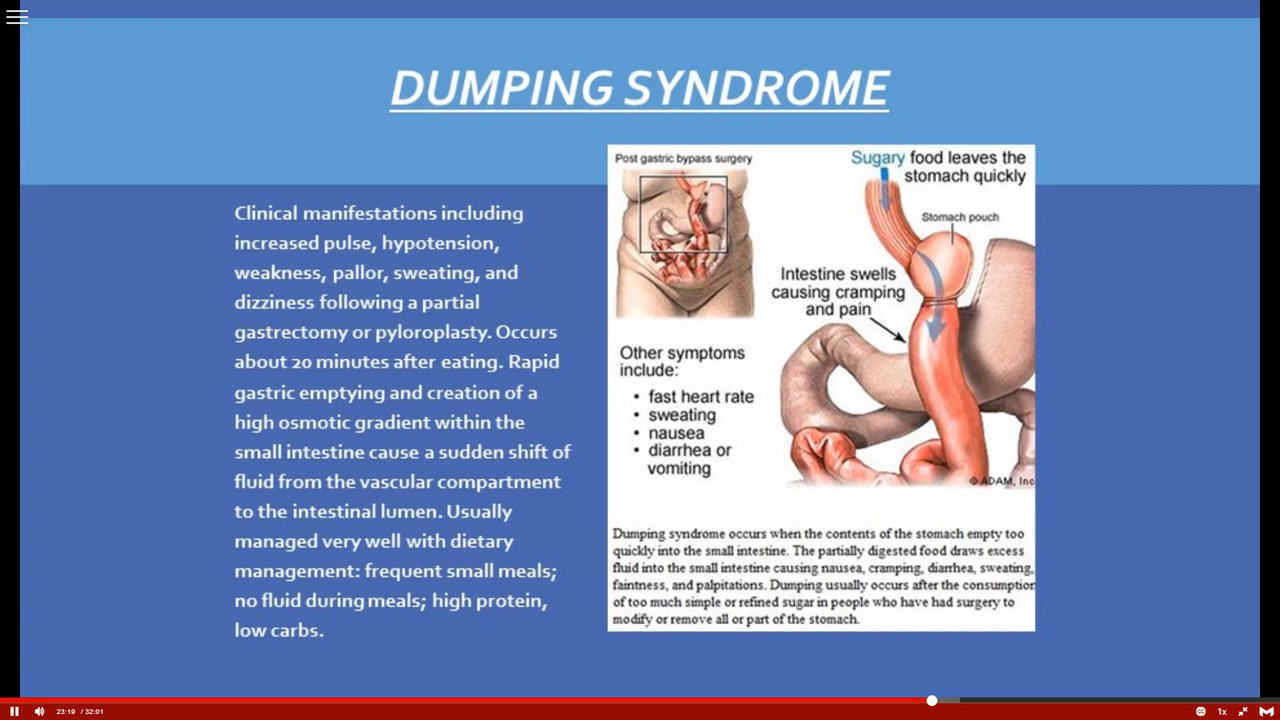 DUMPING SYNDROME
Clinical manifestations including
increased pulse, hypotension,
weakness, pallor, sweating, and
dizziness following a partial
gastrectomy or pyloroplasty. Occurs
about 20 minutes after eating. Rapid
gastric emptying and creation of a
high osmotic gradient within the
small intestine cause a sudden shift of
fluid from the vascular compartment
to the intestinal lumen. Usually
managed very well with dietary
management: frequent small meals;
no fluid during meals; high protein,
low carbs.
Post gastric bypass surgery
Sugary food leaves the
stomach quickly
Stomach pouch
Intestine swells
causing cramping
and pain
Other symptoms
include:
• fast heart rate
• sweating
• nausea
• diarrhea or
vomiting
© ADAM, Inc
Dumping syndrome occurs when the contents of the stomach empty too
quickly into the small intestine. The partially digested food draws excess
fluid into the small intestine causing nausea, cramping, diarrhea, sweating,
faintness, and palpitations. Dumping usually occurs after the consumption
of too much simple or refined sugar in people who have had surgery to
modify or remove all or part of the stomach.
23:19 / 32:01
CC
1x